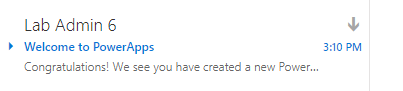 Lab Admin 6
Welcome to PowerApps 3:10 PM
Congratulations! We see you have created a new Power...